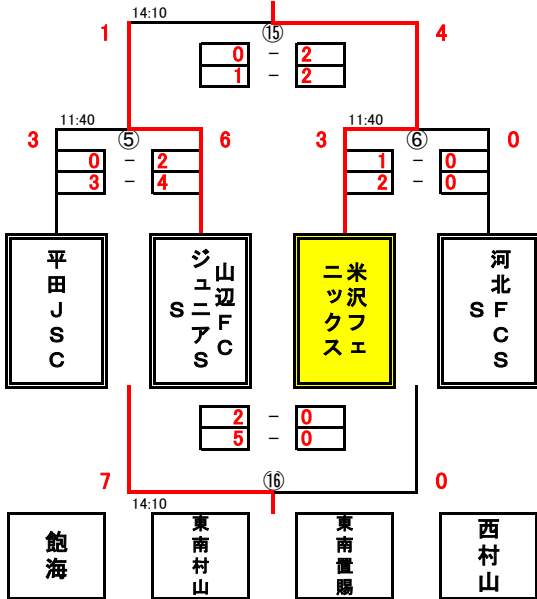 14:10
1 ⑮ 4
0 - 2
1 - 2
11:40 11:40
3 ⑤ 6 3 ⑥ 0
0 - 2 1 - 0
3 - 4 2 - 0
平田JSC
山辺FC
ジュニアS
S
米沢フェ
ニックス
河北FCS
S
2 - 0
5 - 0
7 ⑯ 0
14:10
飽海
東南村山
東南置賜
西村山